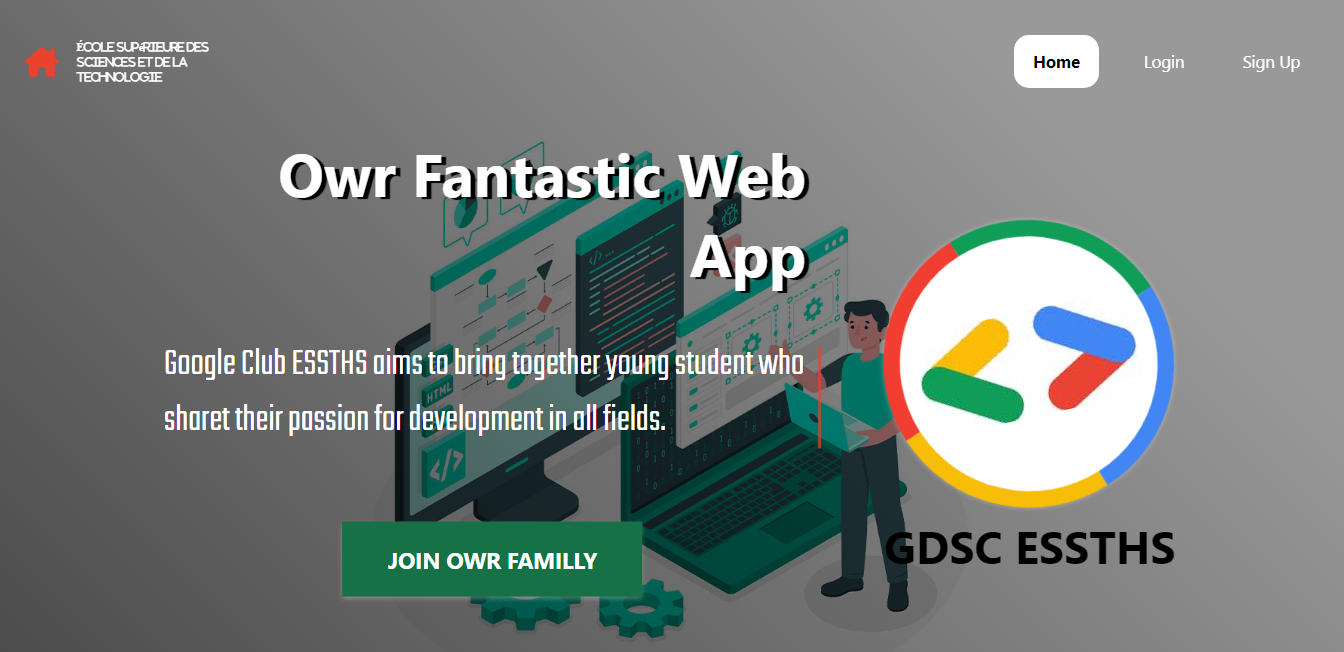 ÉCOLE SUPéRIEURE DES
SCIENCES ET DE LA
TECHNOLOGIE
Home
Login
Sign Up
Owr Fantastic Web
App
Google Club ESSTHS aims to bring together young student who
sharet their passion for development in all fields.
HTML
</>
JOIN OWR FAMILLY
GDSC ESSTHS